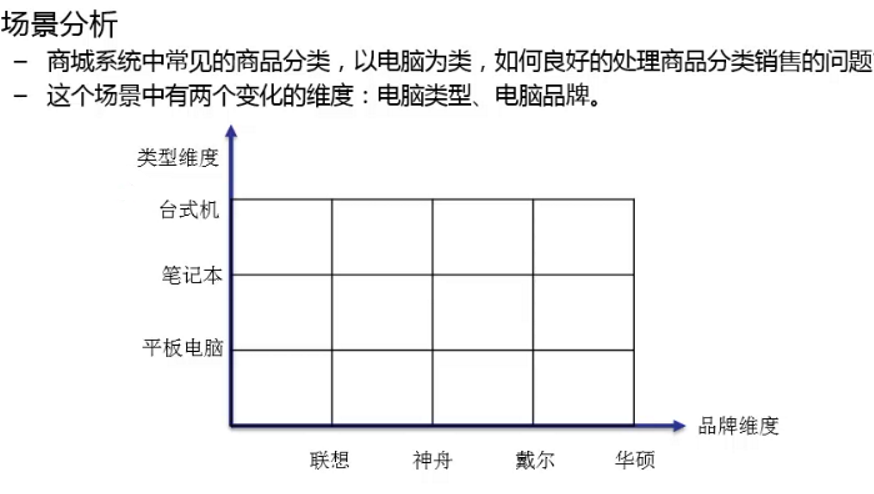 场景分析
– 商城系统中常见的商品分类，以电脑为类，如何良好的处理商品分类销售的问题
– 这个场景中有两个变化的维度：电脑类型、电脑品牌。
类型维度
台式机
笔记本
平板电脑
品牌维度
联想 神舟 戴尔 华硕